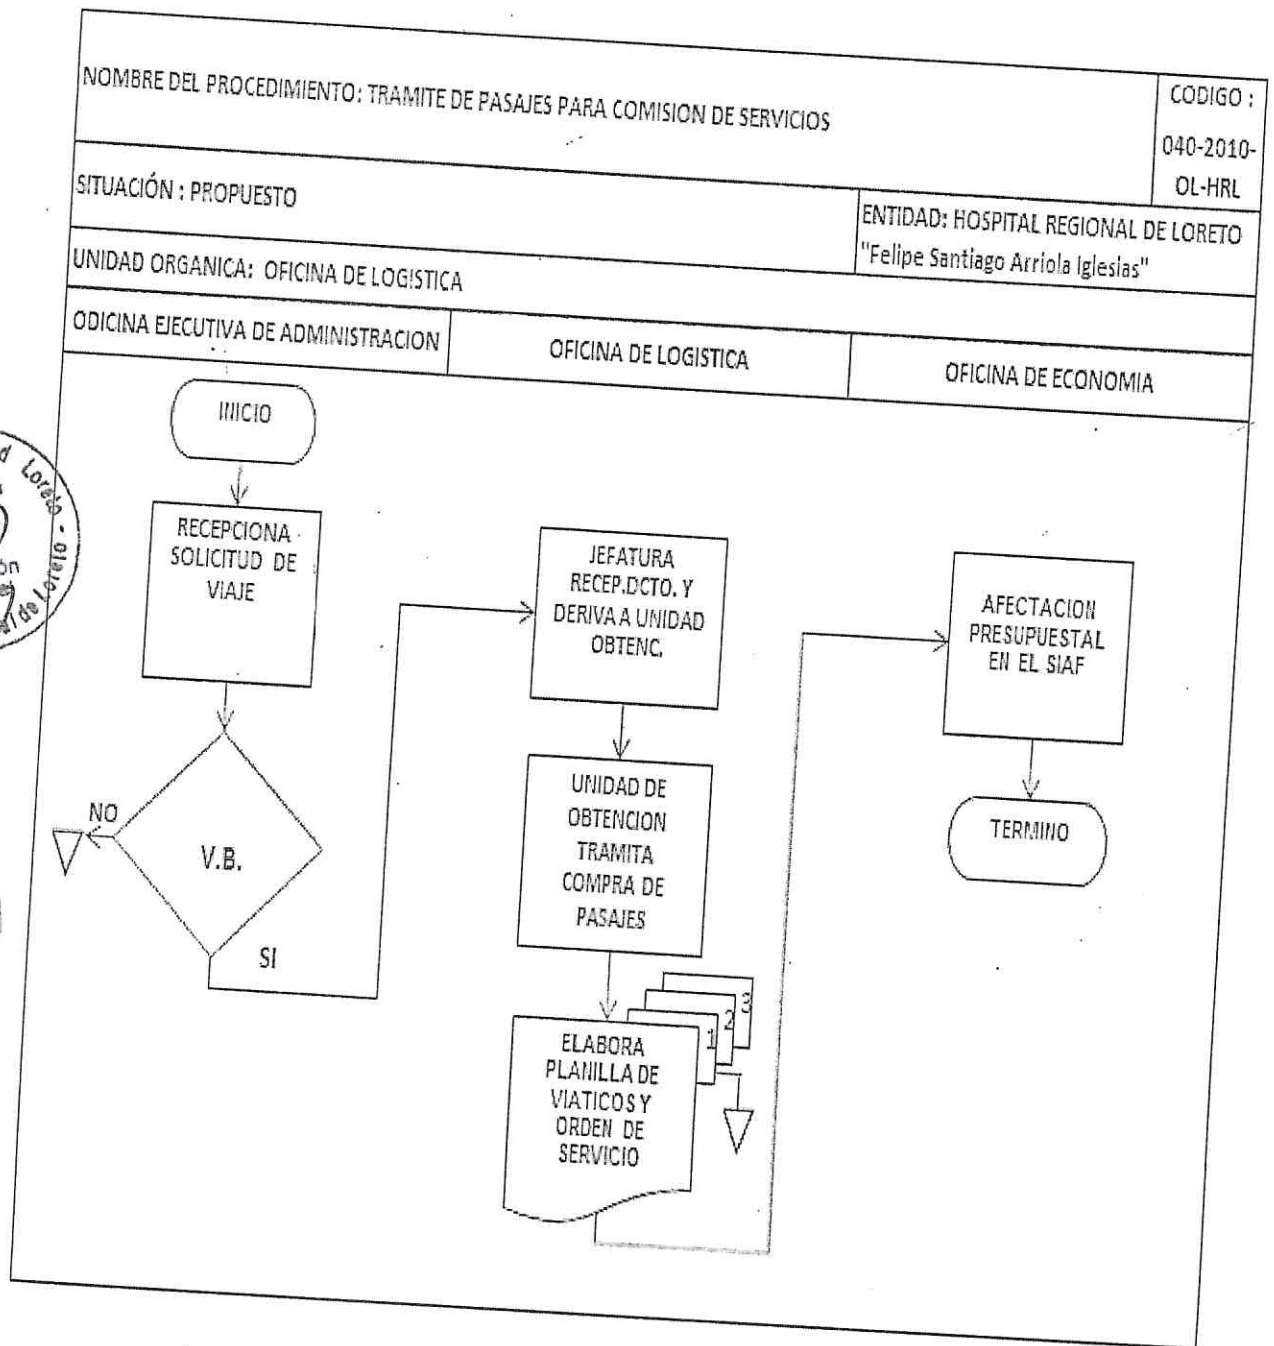 NOMBRE DEL PROCEDIMIENTO: TRAMITE DE PASAJES PARA COMISION DE SERVICIOS
CODIGO :
040-2010-
OL-HRL
SITUACIÓN : PROPUESTO
ENTIDAD: HOSPITAL REGIONAL DE LORETO
"Felipe Santiago Arriola Iglesias"
UNIDAD ORGANICA: OFICINA DE LOGISTICA
ODICINA EJECUTIVA DE ADMINISTRACION
OFICINA DE LOGISTICA
OFICINA DE ECONOMIA
INICIO
RECEPCIONA
SOLICITUD DE
VIAJE
NO
V.B.
SI
JEFATURA
RECEP.DCTO. Y
DERIVA A UNIDAD
OBTENC.
UNIDAD DE
OBTENCION
TRAMITA
COMPRA DE
PASAJES
ELABORA
PLANILLA DE
VIATICOS Y
ORDEN DE
SERVICIO
1
2
3
AFECTACION
PRESUPUESTAL
EN EL SIAF
TERMINO
Loreto -
de Loreto